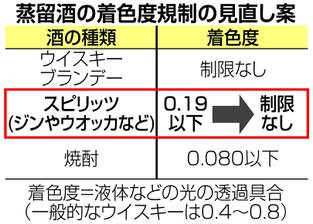 蒸留酒の着色度規制の見直し案
酒の種類 着色度
ウイスキー
ブランデー
制限なし
スピリッツ
(ジンやウオッカなど)
0.19
以下
制限
なし
焼酎 0.080以下
着色度=液体などの光の透過具合
(一般的なウイスキーは0.4~0.8)